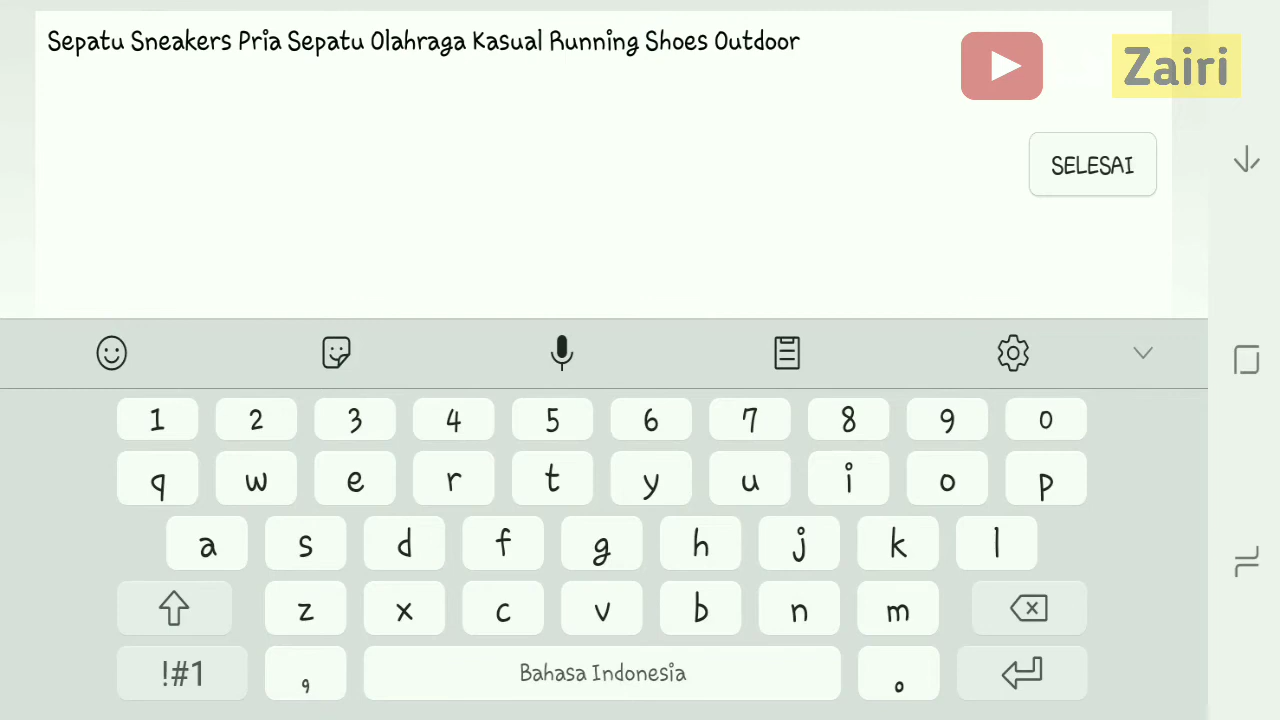 Sepatu Sneakers Pria Sepatu Olahraga Kasual Running Shoes Outdoor
Zairi
SELESAI
1 2 3 4 5 6 7 8 9 0
q w e r t y u i o p
a s d f g h j k l
z x c v b n m
!#1 , Bahasa Indonesia .